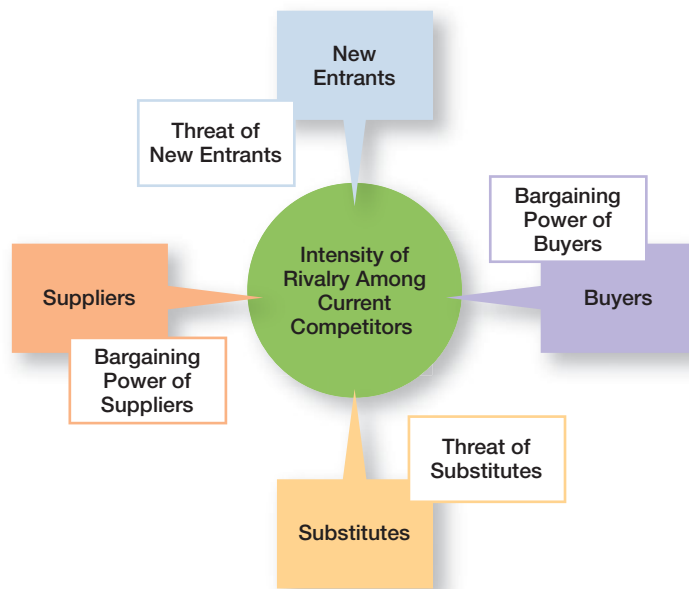 New
Entrants
Threat of
New Entrants
Bargaining
Power of
Buyers
Intensity of
Rivalry Among
Current
Competitors
Suppliers
Buyers
Bargaining
Power of
Suppliers
Threat of
Substitutes
Substitutes